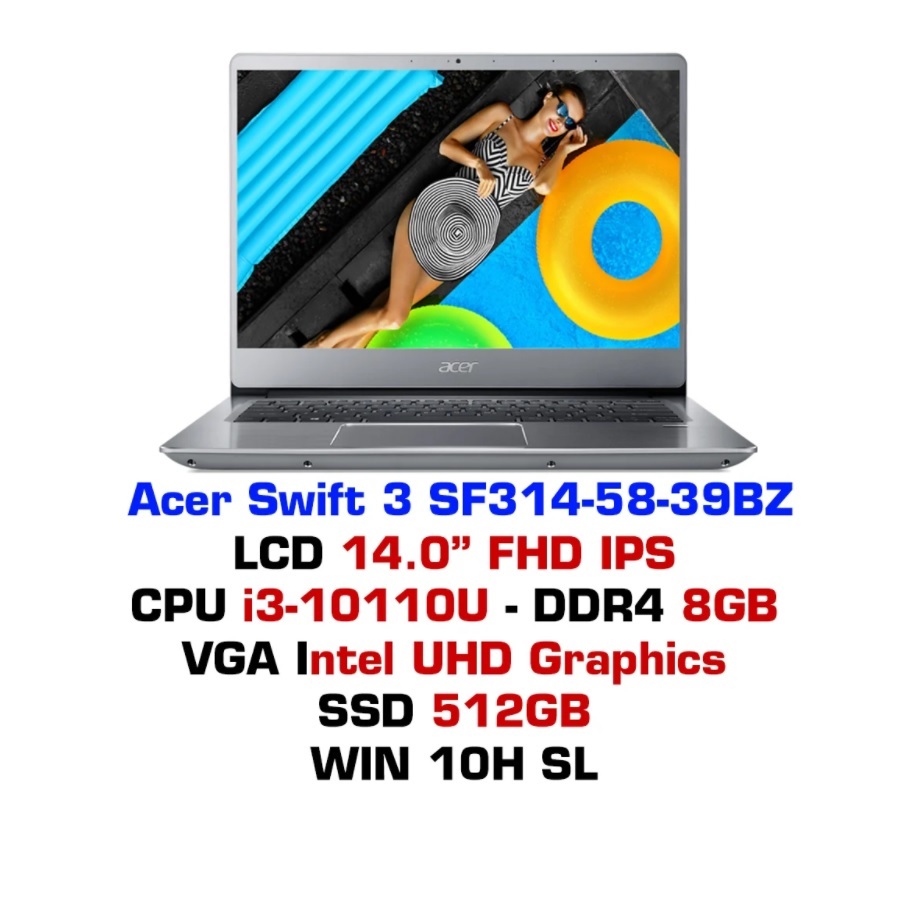 acer
Acer Swift 3 SF314-58-39BZ
LCD 14.0” FHD IPS
CPU i3-10110U - DDR4 8GB
VGA Intel UHD Graphics
SSD 512GB
WIN 10H SL